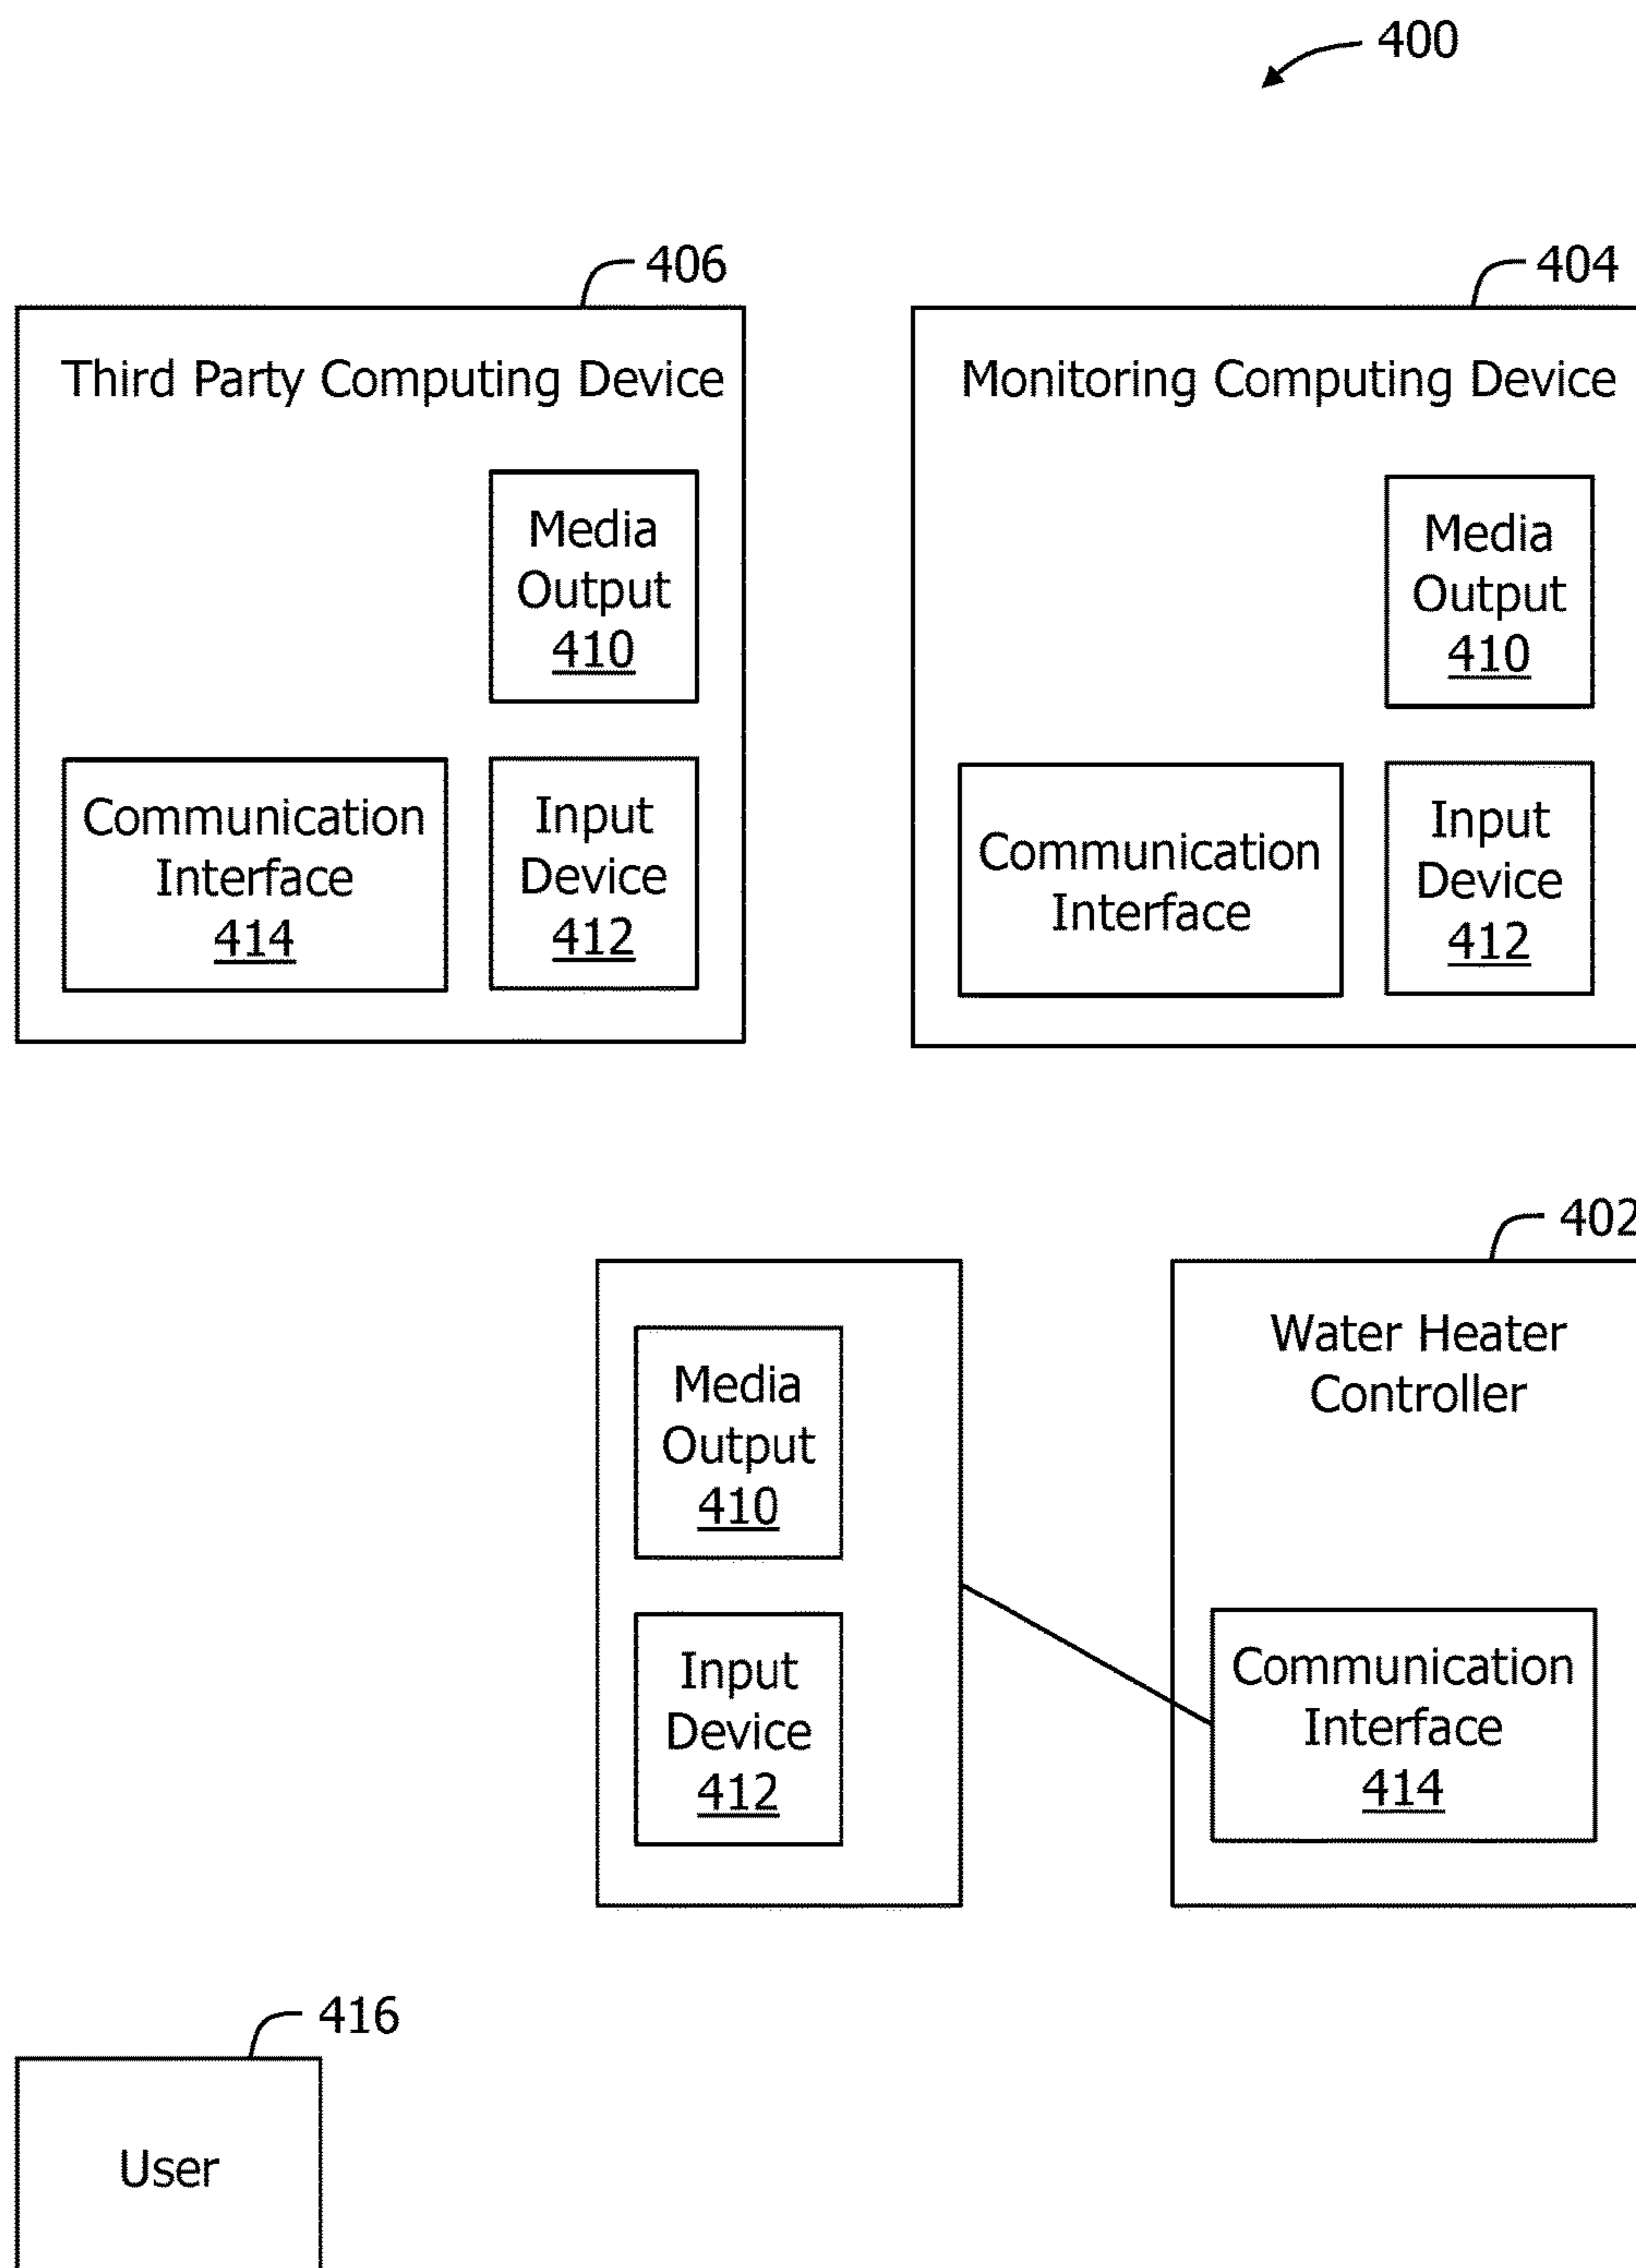 400
406
404
Third Party Computing Device
Monitoring Computing Device
Media
Output
410
Media
Output
410
Communication
Interface
414
Input
Device
412
Communication
Interface
Input
Device
412
402
Media
Output
410
Input
Device
412
Water Heater
Controller
Communication
Interface
414
416
User